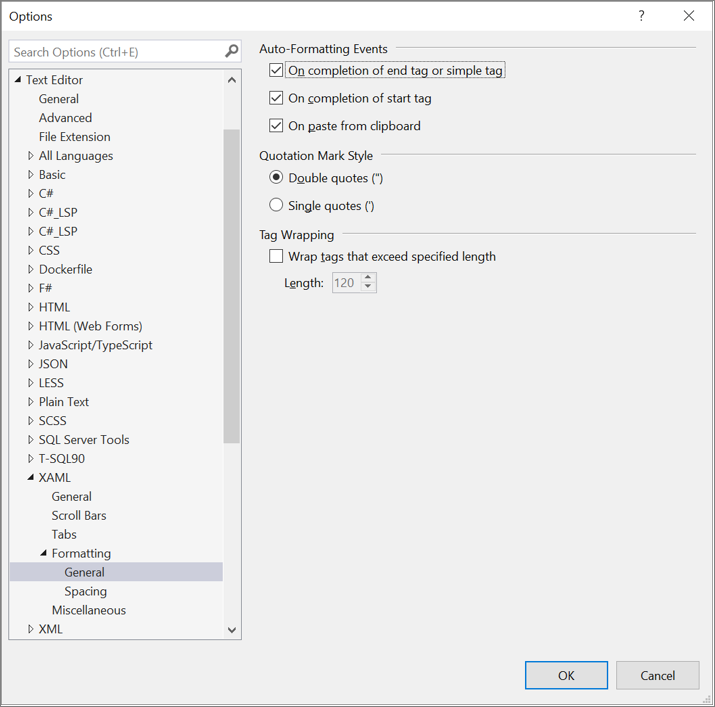 Options
?
Search Options (Ctrl+E)
Text Editor
General
Advanced
File Extension
All Languages
Basic
C#
C#_LSP
C#_LSP
CSS
Dockerfile
F#
HTML
HTML (Web Forms)
JavaScript/TypeScript
JSON
LESS
Plain Text
SCSS
SQL Server Tools
T-SQL90
XAML
General
Scroll Bars
Tabs
Formatting
General
Spacing
Miscellaneous
XML
Auto-Formatting Events
On completion of end tag or simple tag
On completion of start tag
On paste from clipboard
Quotation Mark Style
Double quotes (")
Single quotes (')
Tag Wrapping
Wrap tags that exceed specified length
Length: 120
OK Cancel